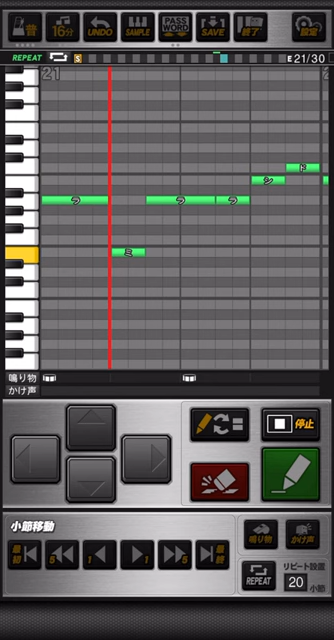 昔 16分 UNDO SAMPLE PASS WORD SAVE 終了 設定
REPEAT S E 21/30
21
ド
シ
ラ ラ ラ
ミ
鳴り物
かけ声
停止
小節移動
最初 5 1 1 5 最終
鳴り物 かけ声
REPEAT リピート設置
20 小節